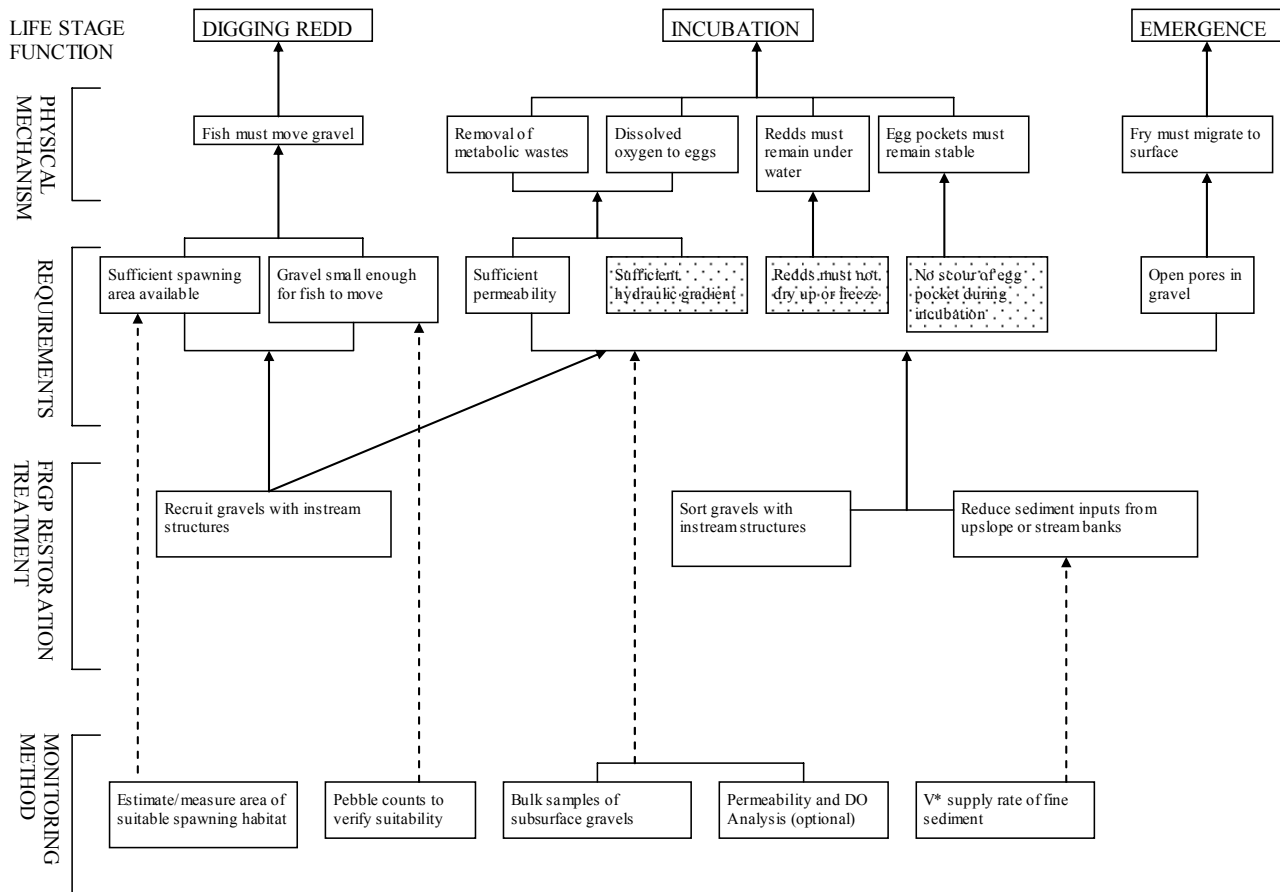 LIFE STAGE
FUNCTION
DIGGING REDD
INCUBATION
EMERGENCE
PHYSICAL
MECHANISM
Fish must move gravel
Removal of
metabolic wastes
Dissolved
oxygen to eggs
Redds must
remain under
water
Egg pockets must
remain stable
Fry must migrate to
surface
REQUIREMENTS
Sufficient spawning
area available
Gravel small enough
for fish to move
Sufficient
permeability
Sufficient
hydraulic gradient
Redds must not
dry up or freeze
No scour of egg
pocket during
incubation
Open pores in
gravel
FRGP RESTORATION
TREATMENT
Recruit gravels with instream
structures
Sort gravels with
instream structures
Reduce sediment inputs from
upslope or stream banks
MONITORING
METHOD
Estimate/measure area of
suitable spawning habitat
Pebble counts to
verify suitability
Bulk samples of
subsurface gravels
Permeability and DO
Analysis (optional)
V* supply rate of fine
sediment